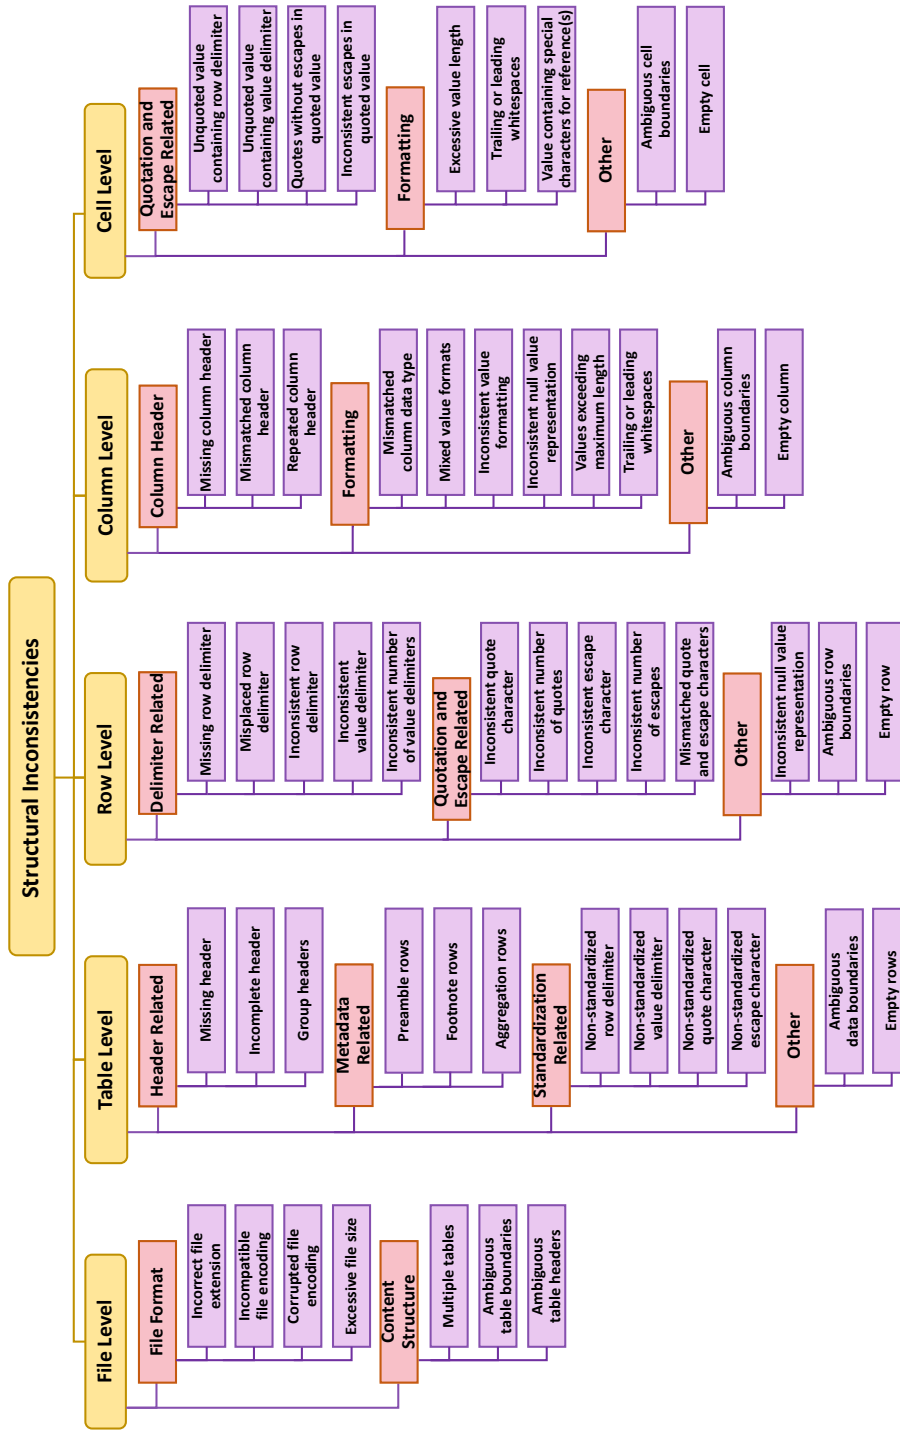 Structural Inconsistencies
File Level
File Format
Incorrect file
extension
Incompatible
file encoding
Corrupted file
encoding
Excessive file size
Content
Structure
Multiple tables
Ambiguous
table boundaries
Ambiguous
table headers
Table Level
Header Related
Missing header
Incomplete header
Group headers
Metadata
Related
Preamble rows
Footnote rows
Aggregation rows
Standardization
Related
Non-standardized
row delimiter
Non-standardized
value delimiter
Non-standardized
quote character
Non-standardized
escape character
Other
Ambiguous
data boundaries
Empty rows
Row Level
Delimiter Related
Missing row delimiter
Misplaced row
delimiter
Inconsistent row
delimiter
Inconsistent
value delimiter
Inconsistent number
of value delimiters
Quotation and
Escape Related
Inconsistent quote
character
Inconsistent number
of quotes
Inconsistent escape
character
Inconsistent number
of escapes
Mismatched quote
and escape characters
Other
Inconsistent null value
representation
Ambiguous row
boundaries
Empty row
Column Level
Column Header
Missing column header
Mismatched column
header
Repeated column
header
Formatting
Mismatched
column data type
Mixed value formats
Inconsistent value
formatting
Inconsistent null value
representation
Values exceeding
maximum length
Trailing or leading
whitespaces
Other
Ambiguous column
boundaries
Empty column
Cell Level
Quotation and
Escape Related
Unquoted value
containing row delimiter
Unquoted value
containing value delimiter
Quotes without escapes in
quoted value
Inconsistent escapes in
quoted value
Formatting
Excessive value length
Trailing or leading
whitespaces
Value containing special
characters for reference(s)
Other
Ambiguous cell
boundaries
Empty cell